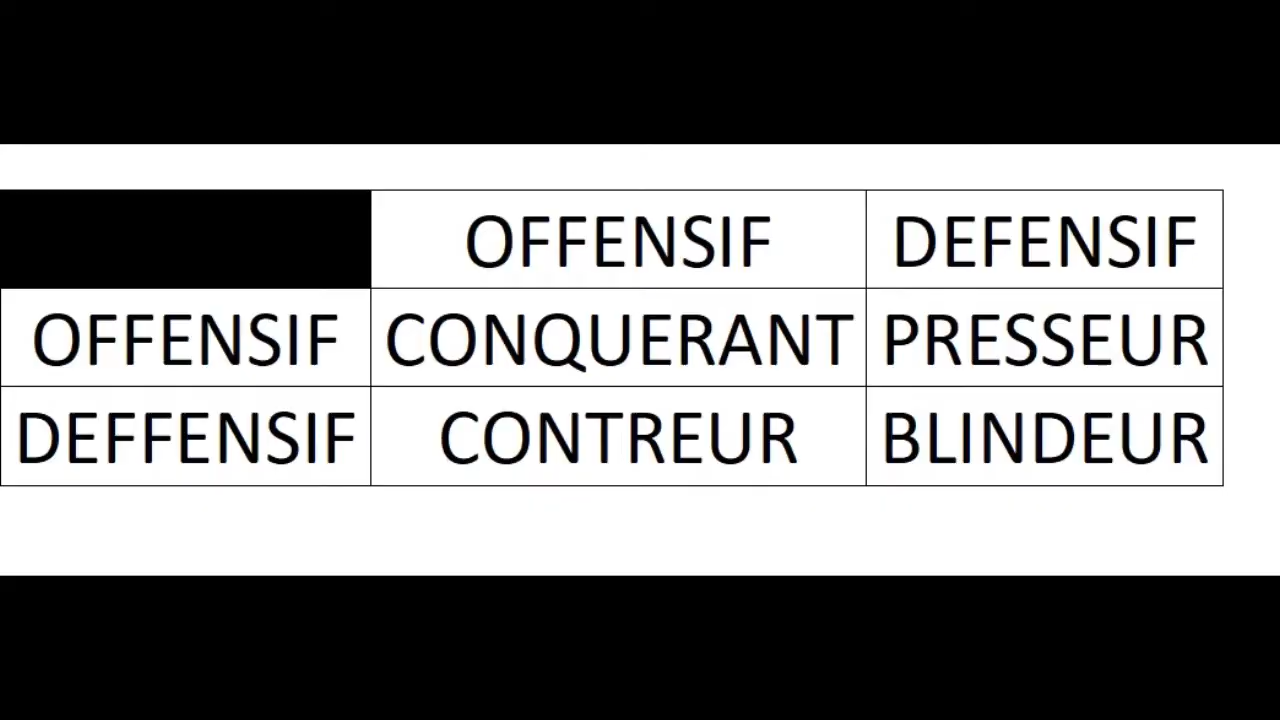 OFFENSIF DEFENSIF
OFFENSIF CONQUERANT PRESSEUR
DEFFENSIF CONTREUR BLINDEUR